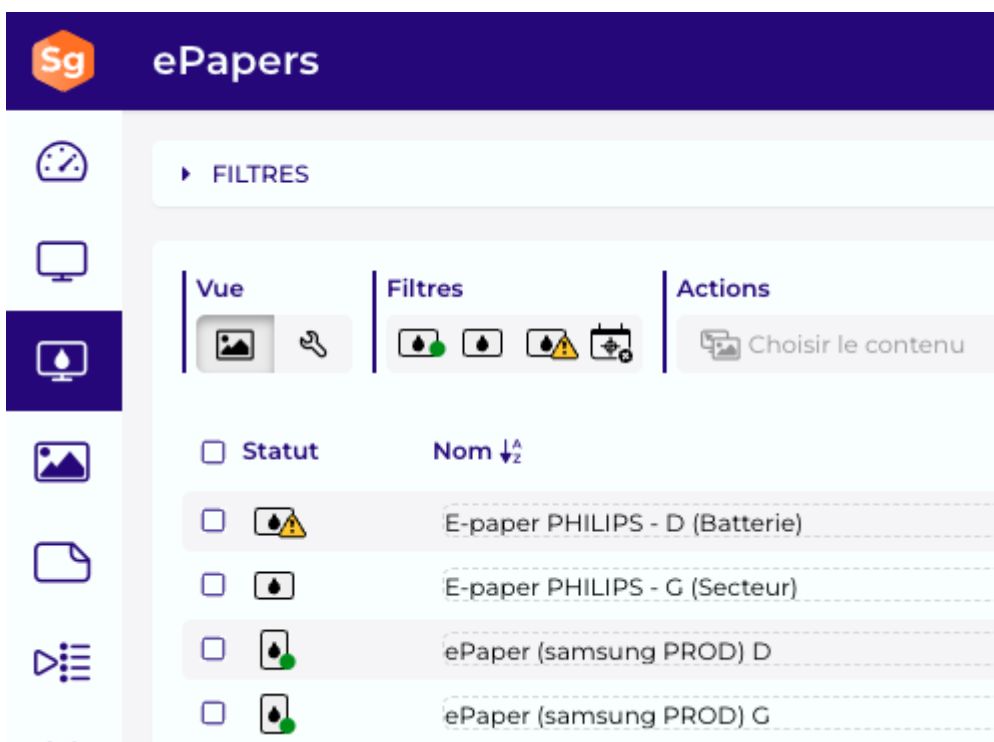 Sg ePapers
FILTRES
Vue Filtres Actions
Choisir le contenu
Statut Nom AZ
E-paper PHILIPS - D (Batterie)
E-paper PHILIPS - G (Secteur)
ePaper (samsung PROD) D
ePaper (samsung PROD) G